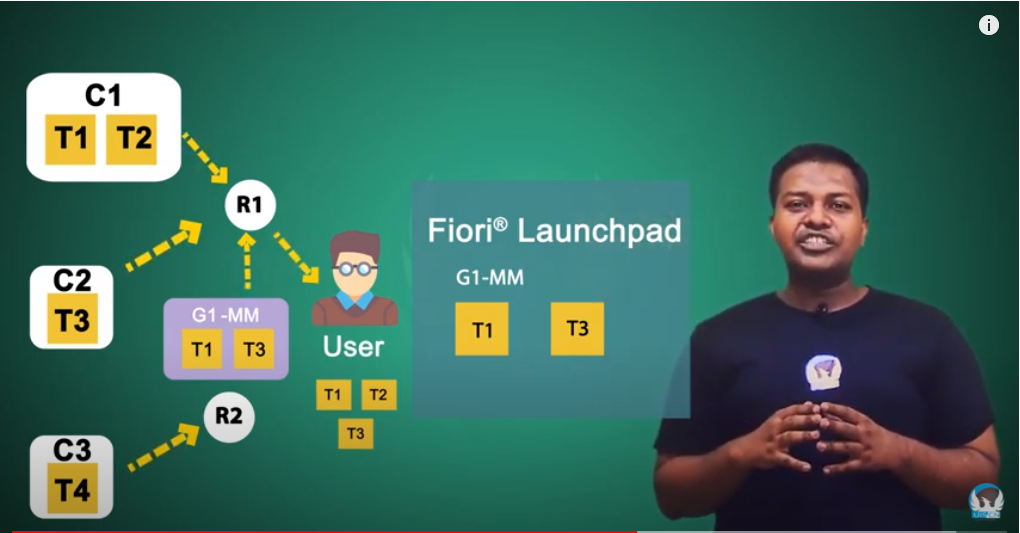 C1
T1 T2
R1
C2
T3
G1-MM
T1 T3
R2
C3
T4
User
T1 T2
T3
Fiori® Launchpad
G1-MM
T1 T3